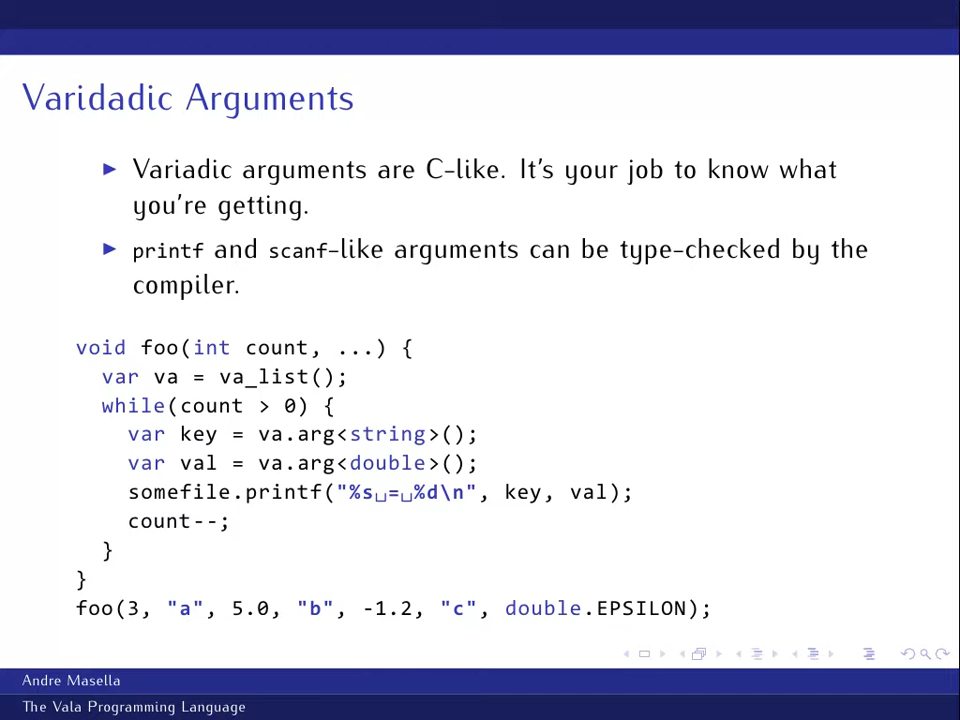 Varidadic Arguments
Variadic arguments are C-like. It's your job to know what
you're getting.
printf and scanf-like arguments can be type-checked by the
compiler.
void foo(int count, ...) {
  var va = va_list();
  while(count > 0) {
    var key = va.arg<string>();
    var val = va.arg<double>();
    somefile.printf("%s␣=␣%d\n", key, val);
    count--;
  }
}
foo(3, "a", 5.0, "b", -1.2, "c", double.EPSILON);
Andre Masella
The Vala Programming Language